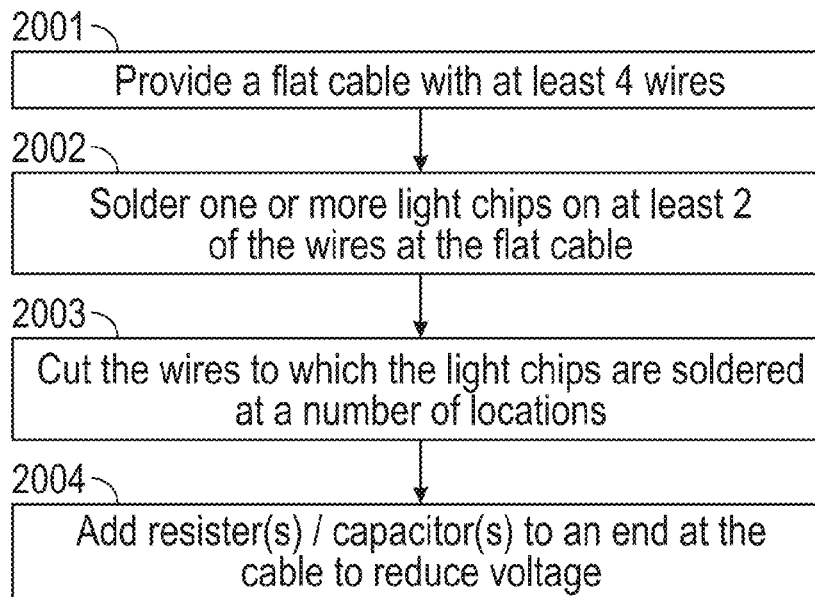 2001
Provide a flat cable with at least 4 wires
2002
Solder one or more light chips on at least 2
of the wires at the flat cable
2003
Cut the wires to which the light chips are soldered
at a number of locations
2004
Add resister(s) / capacitor(s) to an end at the
cable to reduce voltage